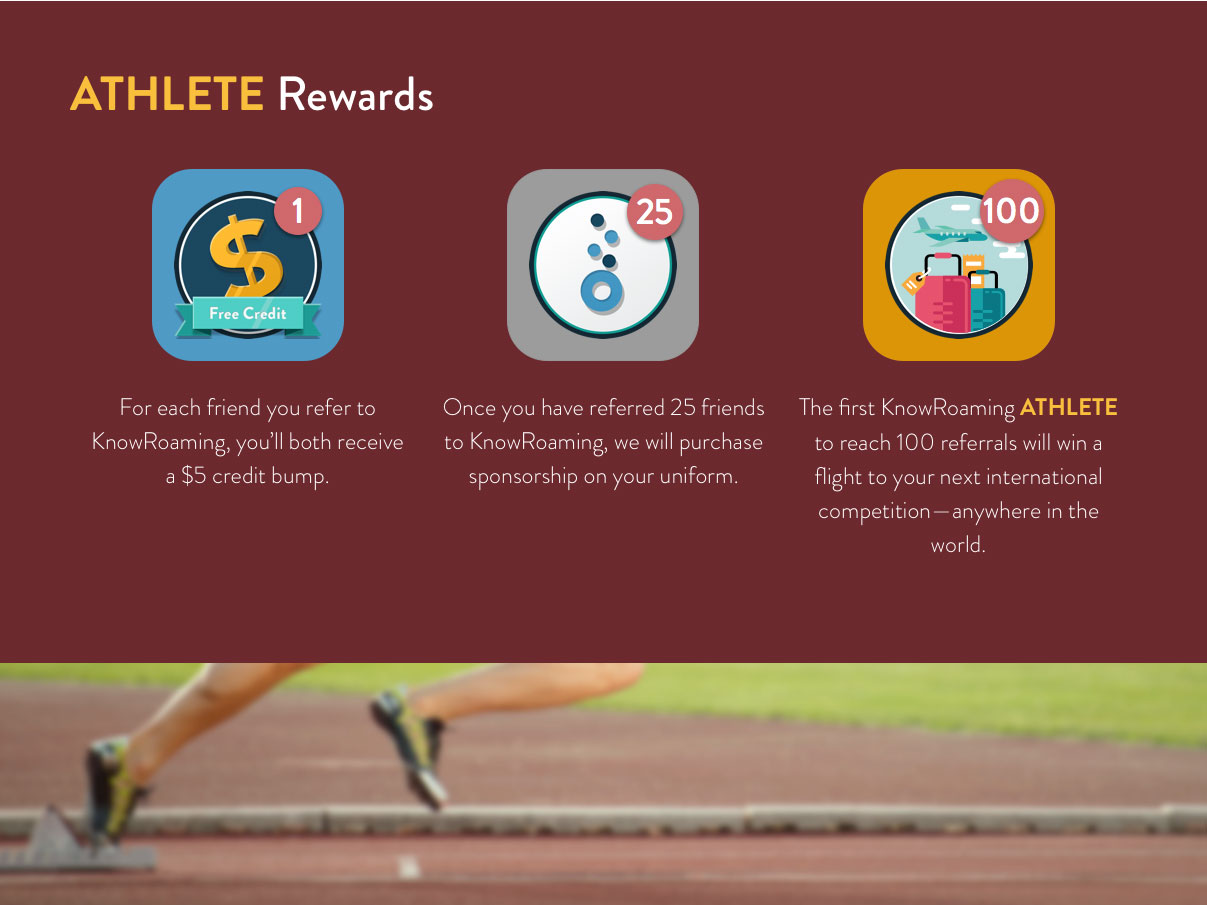 ATHLETE Rewards
1
Free Credit
25
100
For each friend you refer to
KnowRoaming, you'll both receive
a $5 credit bump.
Once you have referred 25 friends
to KnowRoaming, we will purchase
sponsorship on your uniform.
The first KnowRoaming ATHLETE
to reach 100 referrals will win a
flight to your next international
competition—anywhere in the
world.